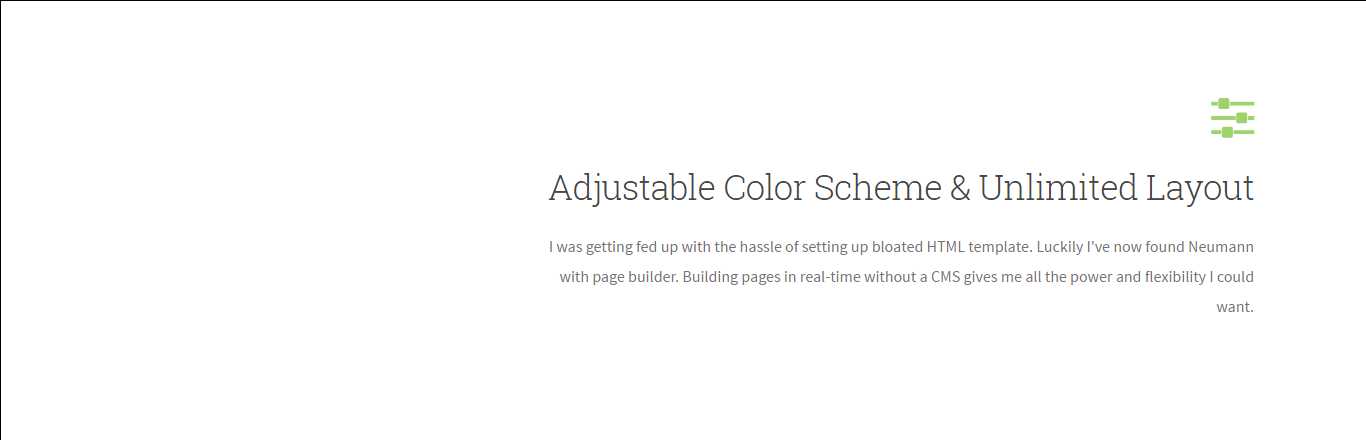 Adjustable Color Scheme & Unlimited Layout
I was getting fed up with the hassle of setting up bloated HTML template. Luckily I've now found Neumann
with page builder. Building pages in real-time without a CMS gives me all the power and flexibility I could
want.